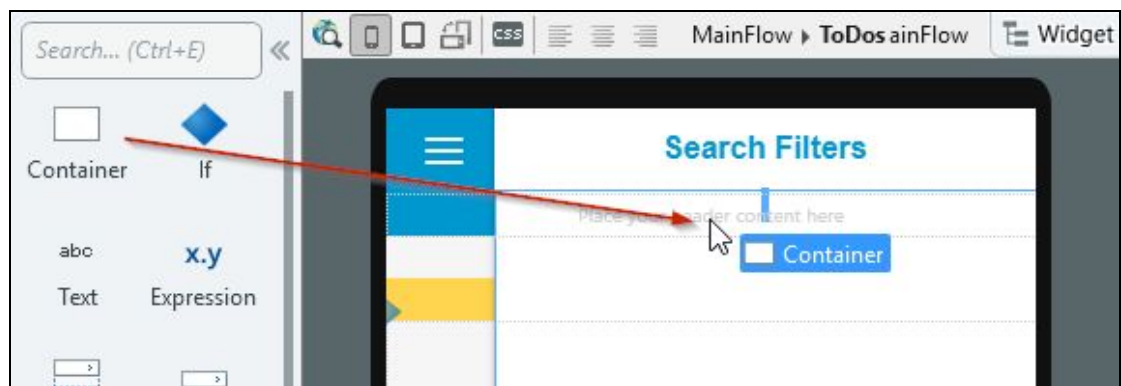 Search... (Ctrl+E)
css
MainFlow ToDos ainFlow
Widget
Container
If
abc
x.y
Text
Expression
Search Filters
Place your header content here
Container